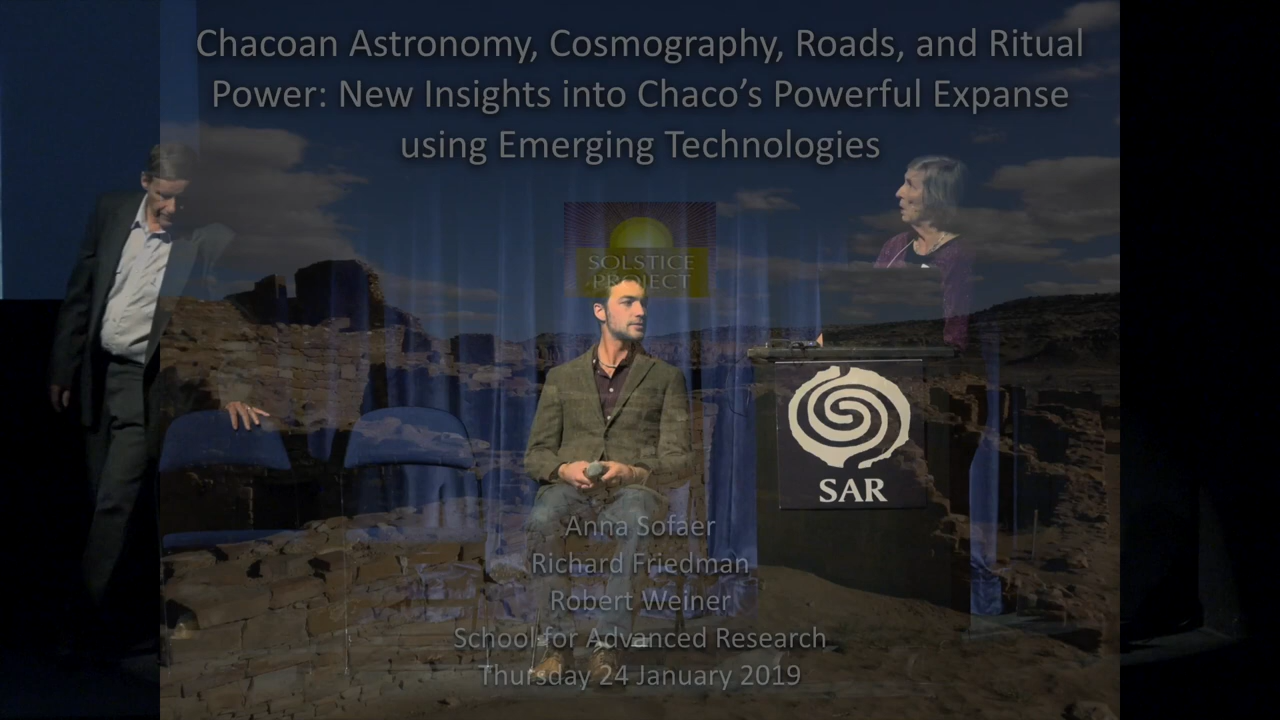 Chacoan Astronomy, Cosmography, Roads, and Ritual
Power: New Insights into Chaco’s Powerful Expanse
using Emerging Technologies
SOLSTICE
PROJECT
SAR
Anna Sofaer
Richard Friedman
Robert Weiner
School for Advanced Research
Thursday 24 January 2019